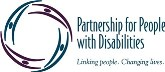 Partnership for People
with Disabilities
Linking people. Changing lives.